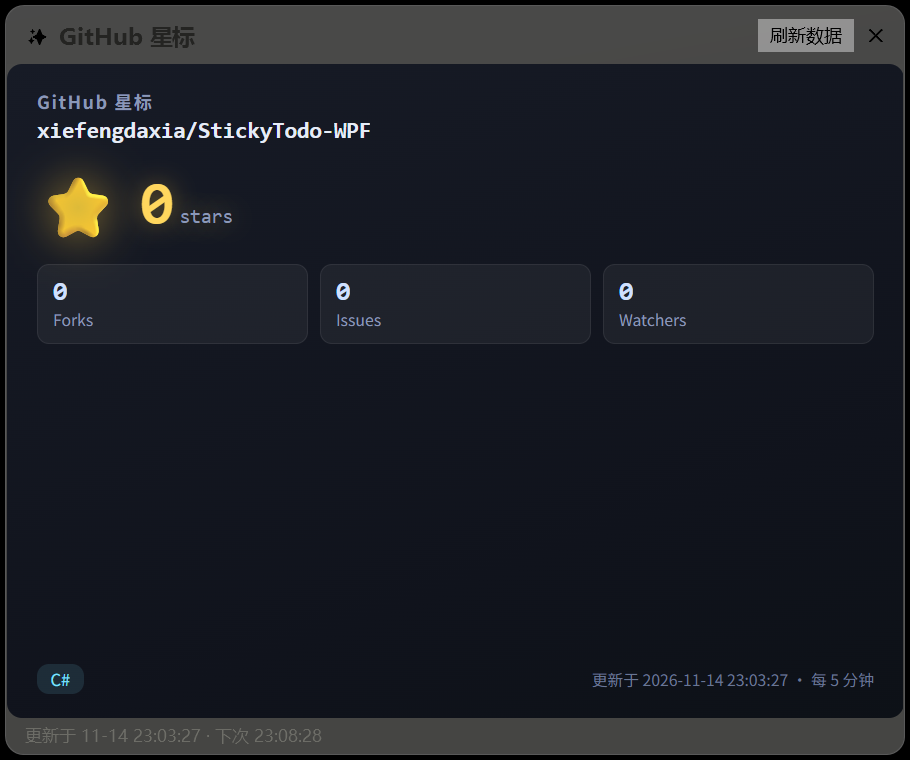 GitHub 星标
刷新数据
GitHub 星标
xiefengdaxia/StickyTodo-WPF
0 stars
0
Forks
0
Issues
0
Watchers
C#
更新于 2026-11-14 23:03:27 · 每 5 分钟
更新于 11-14 23:03:27 · 下次 23:08:28